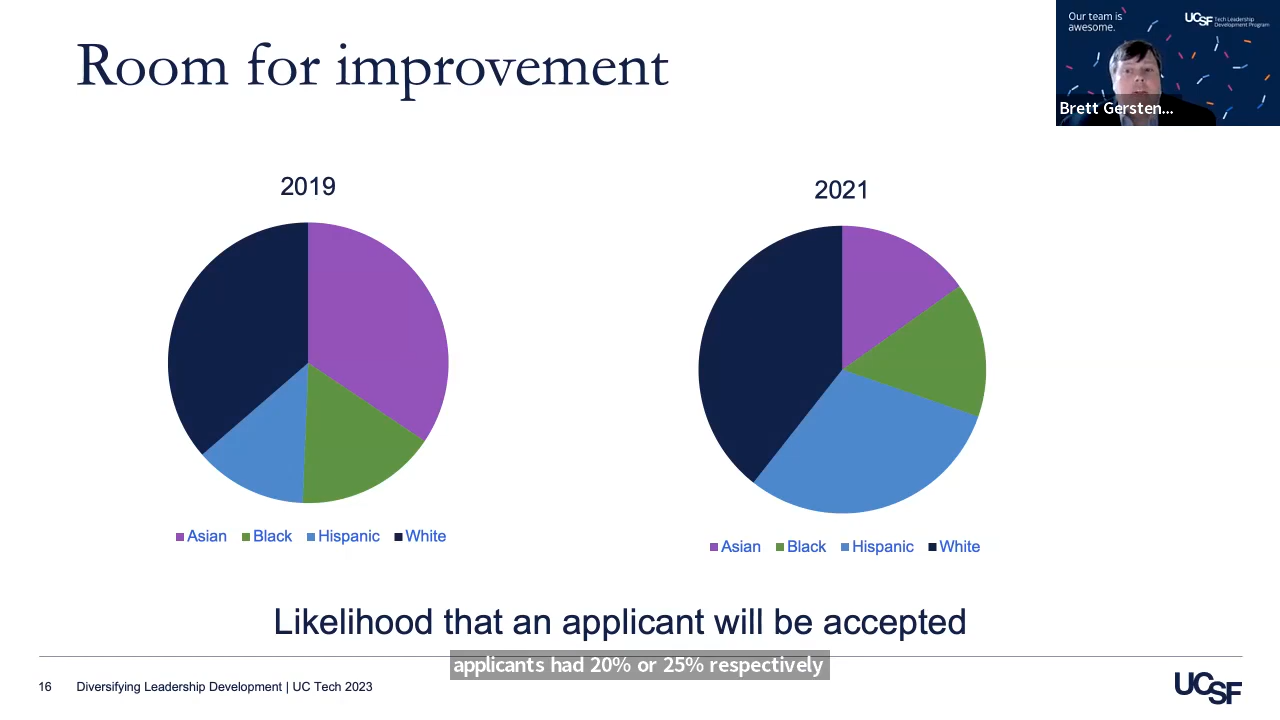 Room for improvement
Our team is
awesome.
UCSF Tech Leadership
Development Program
Brett Gersten...
2019
2021
Asian Black Hispanic White
Asian Black Hispanic White
Likelihood that an applicant will be accepted
applicants had 20% or 25% respectively
16 Diversifying Leadership Development | UC Tech 2023
UCSF